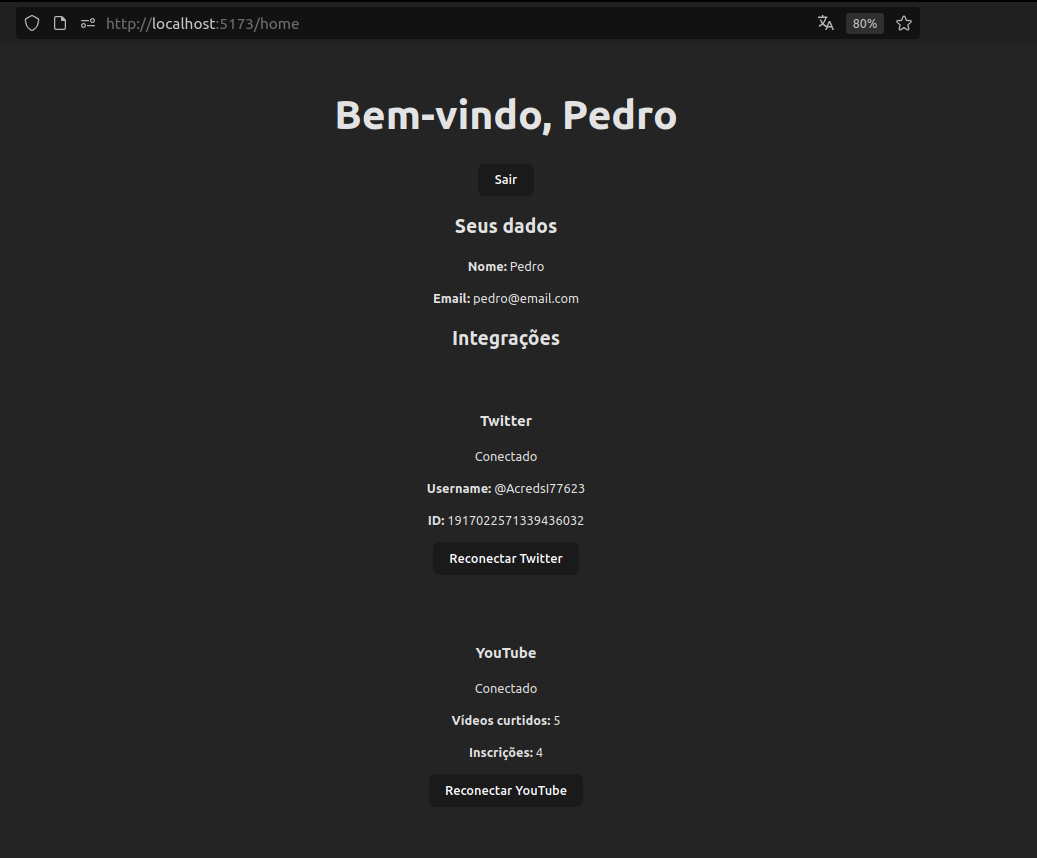 http://localhost:5173/home 80%
Bem-vindo, Pedro
Sair
Seus dados
Nome: Pedro
Email: pedro@email.com
Integrações
Twitter
Conectado
Username: @AcredsI77623
ID: 1917022571339436032
Reconectar Twitter
YouTube
Conectado
Vídeos curtidos: 5
Inscrições: 4
Reconectar YouTube